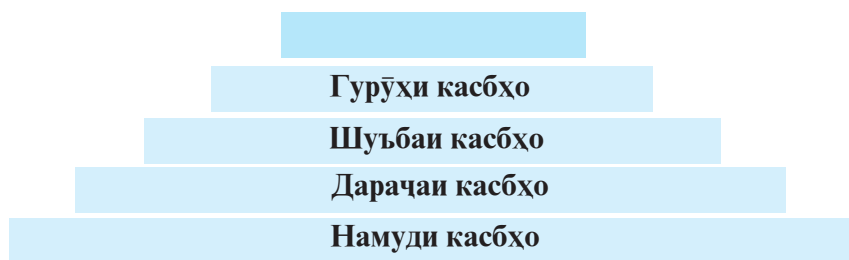 Гурӯҳи касбҳо
Шуъбаи касбҳо
Дараҷаи касбҳо
Намуди касбҳо